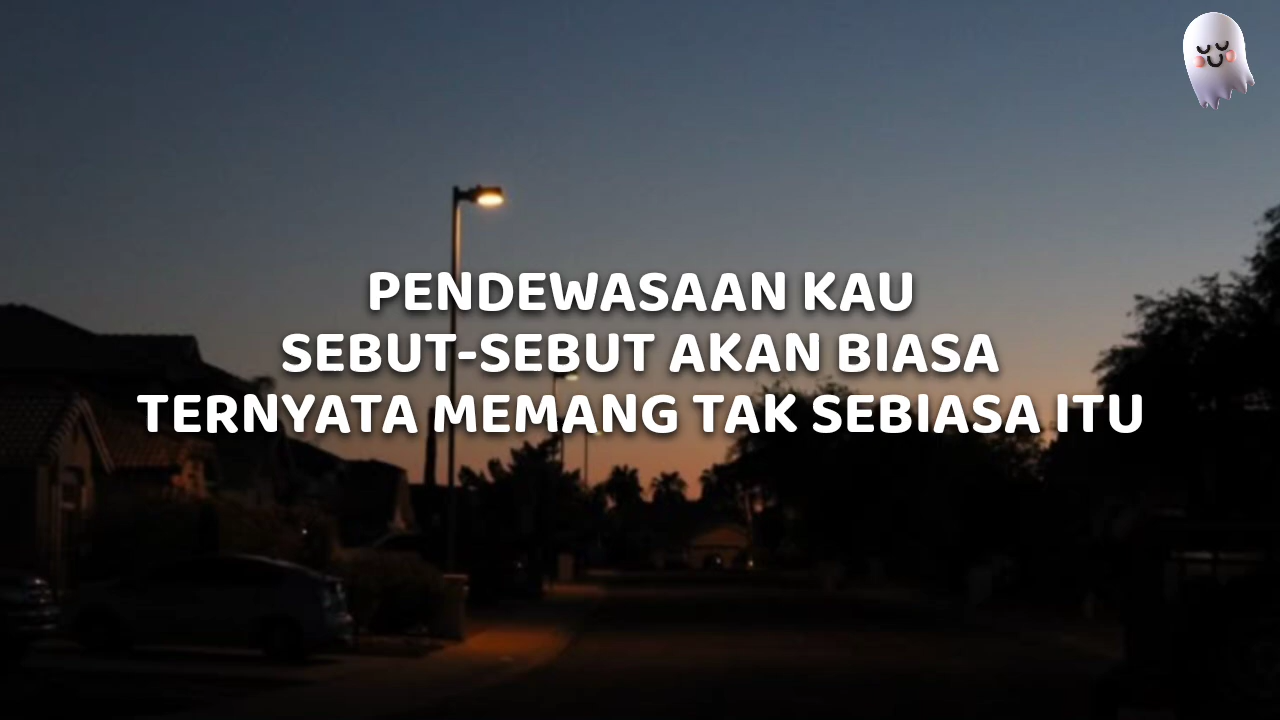 PENDEWASAAN KAU
SEBUT-SEBUT AKAN BIASA
TERNYATA MEMANG TAK SEBIASA ITU